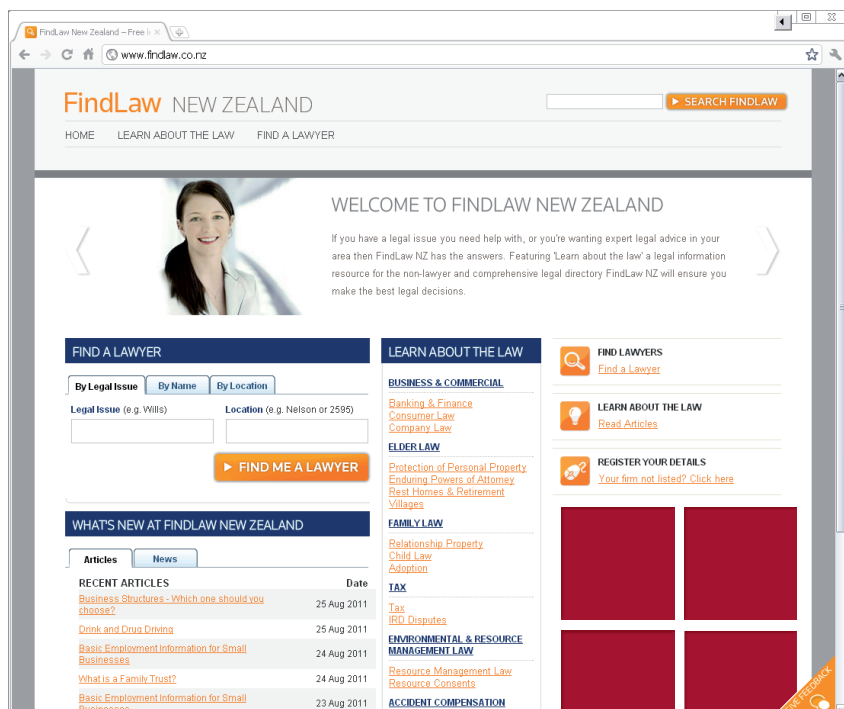 FindLaw New Zealand – Free l
www.findlaw.co.nz
FindLaw NEW ZEALAND
SEARCH FINDLAW
HOME LEARN ABOUT THE LAW FIND A LAWYER
WELCOME TO FINDLAW NEW ZEALAND
If you have a legal issue you need help with, or you're wanting expert legal advice in your
area then FindLaw NZ has the answers. Featuring 'Learn about the law' a legal information
resource for the non-lawyer and comprehensive legal directory FindLaw NZ will ensure you
make the best legal decisions.
FIND A LAWYER
By Legal Issue By Name By Location
Legal Issue (e.g. Wills) Location (e.g. Nelson or 2595)
FIND ME A LAWYER
WHAT'S NEW AT FINDLAW NEW ZEALAND
Articles News
RECENT ARTICLES Date
Business Structures - Which one should you
choose? 25 Aug 2011
Drink and Drug Driving 25 Aug 2011
Basic Employment Information for Small
Businesses 24 Aug 2011
What is a Family Trust? 24 Aug 2011
Basic Employment Information for Small
Businesses 23 Aug 2011
LEARN ABOUT THE LAW
BUSINESS & COMMERCIAL
Banking & Finance
Consumer Law
Company Law
ELDER LAW
Protection of Personal Property
Enduring Powers of Attorney
Rest Homes & Retirement
Villages
FAMILY LAW
Relationship Property
Child Law
Adoption
TAX
Tax
IRD Disputes
ENVIRONMENTAL & RESOURCE
MANAGEMENT LAW
Resource Management Law
Resource Consents
ACCIDENT COMPENSATION
FIND LAWYERS
Find a Lawyer
LEARN ABOUT THE LAW
Read Articles
REGISTER YOUR DETAILS
Your firm not listed? Click here
FEEDBACK